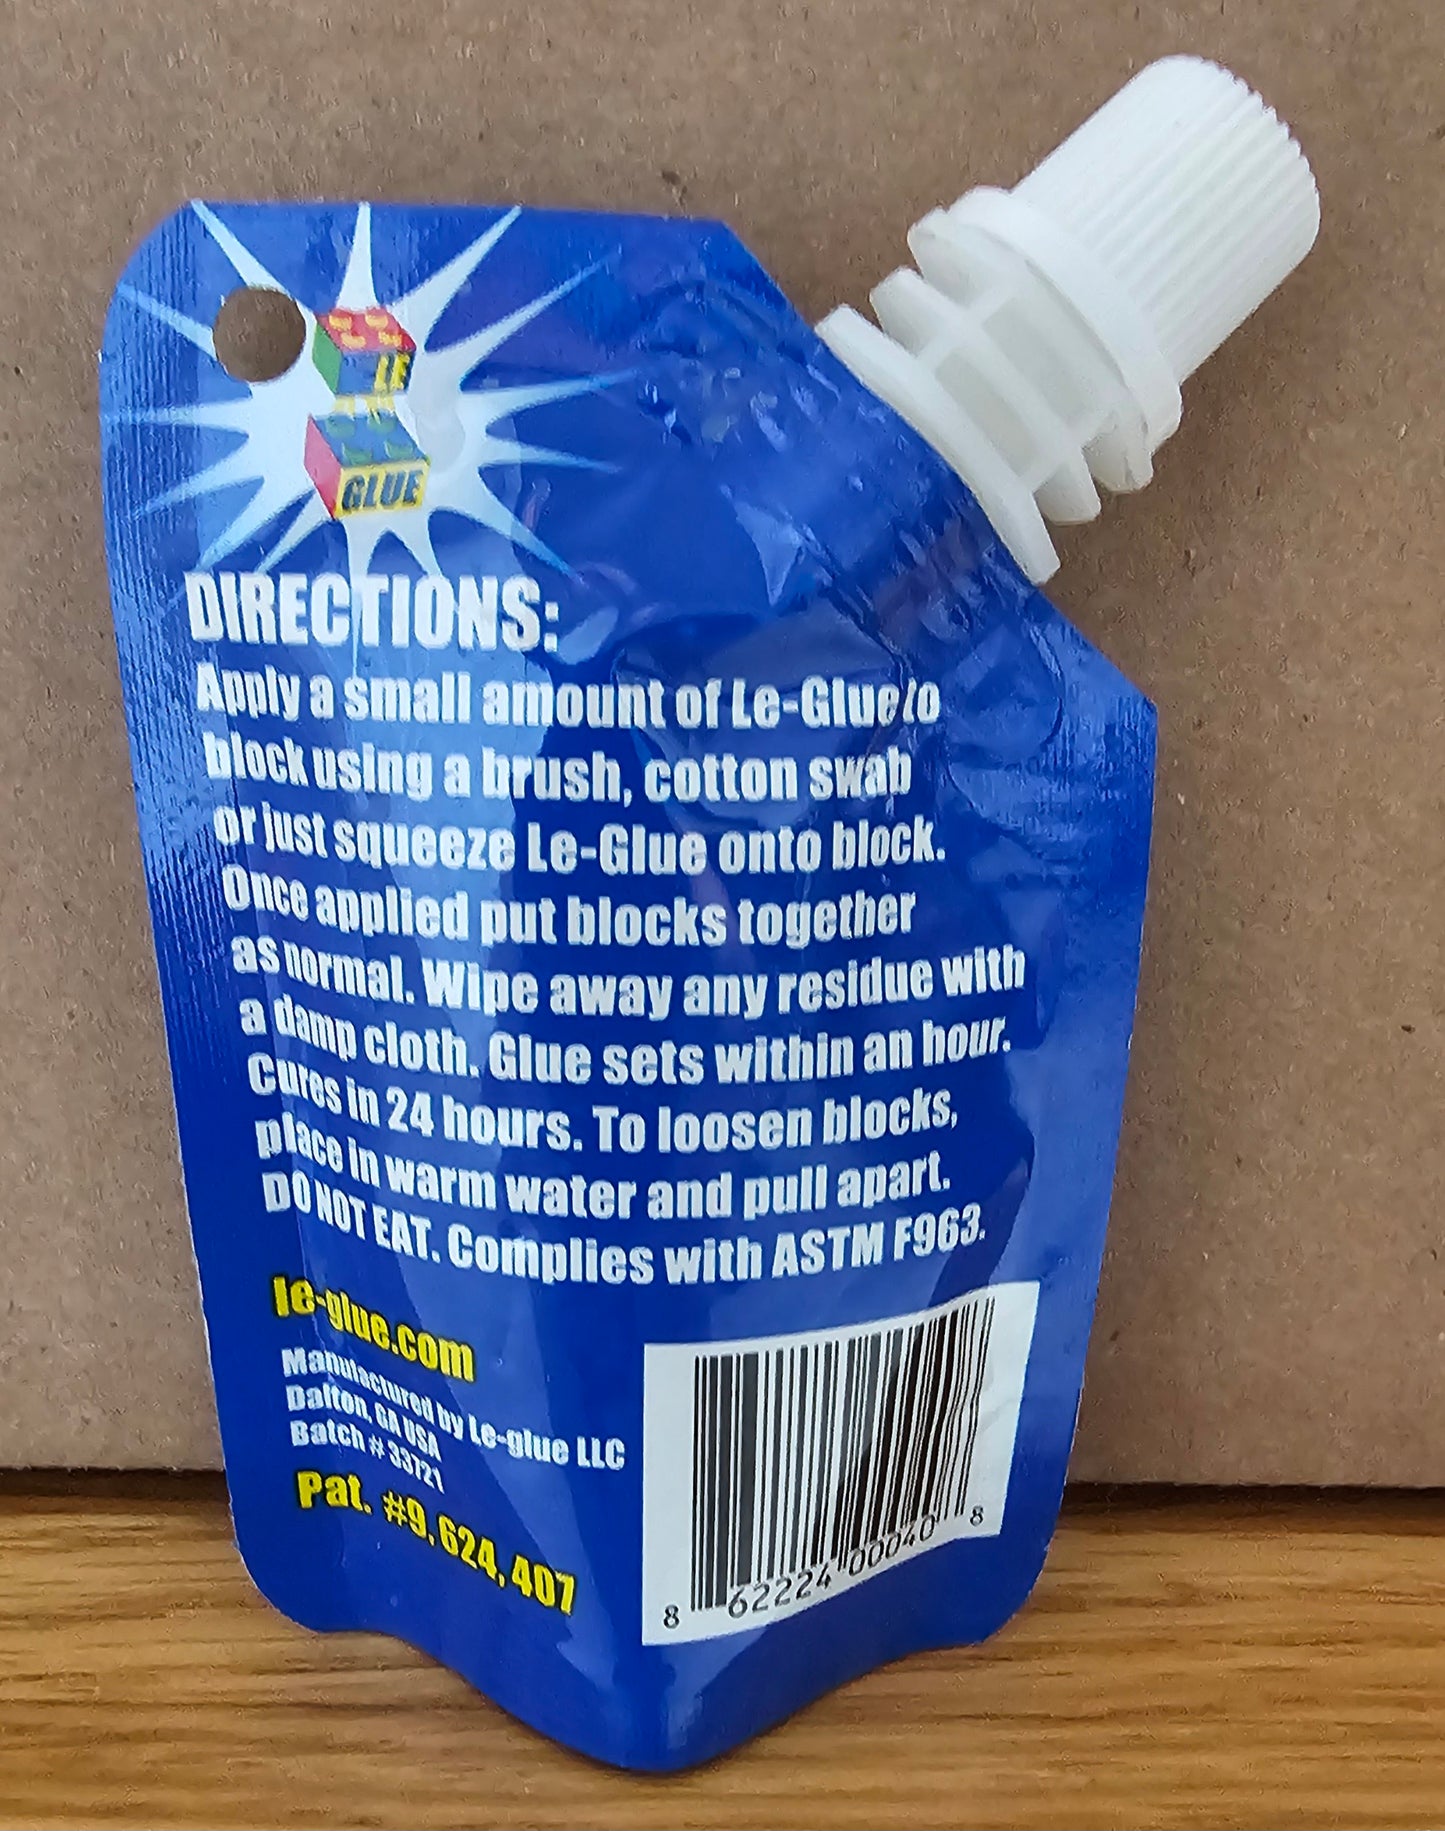 LE
GLUE
DIRECTIONS:
Apply a small amount of Le-Glue to
block using a brush, cotton swab
or just squeeze Le-Glue onto block.
Once applied put blocks together
as normal. Wipe away any residue with
a damp cloth. Glue sets within an hour.
Cures in 24 hours. To loosen blocks,
place in warm water and pull apart.
DO NOT EAT. Complies with ASTM F963.
le-glue.com
Manufactured by Le-glue LLC
Dalton, GA USA
Batch # 33721
Pat. #9,624,407
8 62224 00040 8